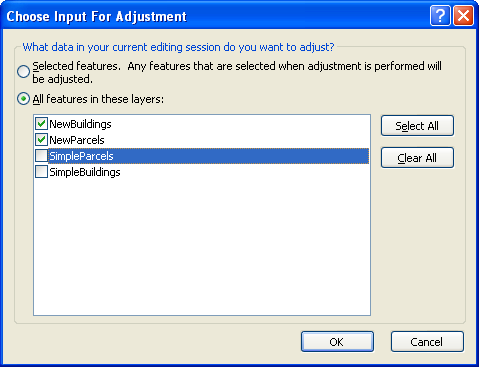 Choose Input For Adjustment
What data in your current editing session do you want to adjust?
Selected features.  Any features that are selected when adjustment is performed will
be adjusted.
All features in these layers:
NewBuildings
NewParcels
SimpleParcels
SimpleBuildings
Select All
Clear All
OK
Cancel